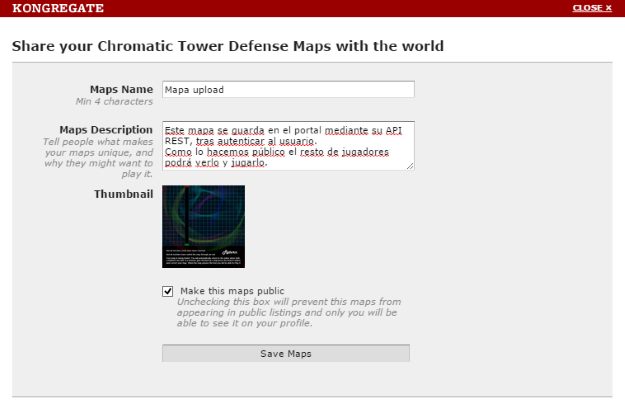 KONGREGATE
CLOSE X
Share your Chromatic Tower Defense Maps with the world
Maps Name
Min 4 characters
Mapa upload
Maps Description
Tell people what makes
your maps unique, and
why they might want to
play it.
Este mapa se guarda en el portal mediante su API
REST, tras autenticar al usuario.
Como lo hacemos público el resto de jugadores
podrá verlo y jugarlo.
Thumbnail
Make this maps public
Unchecking this box will prevent this maps from
appearing in public listings and only you will be
able to see it on your profile.
Save Maps